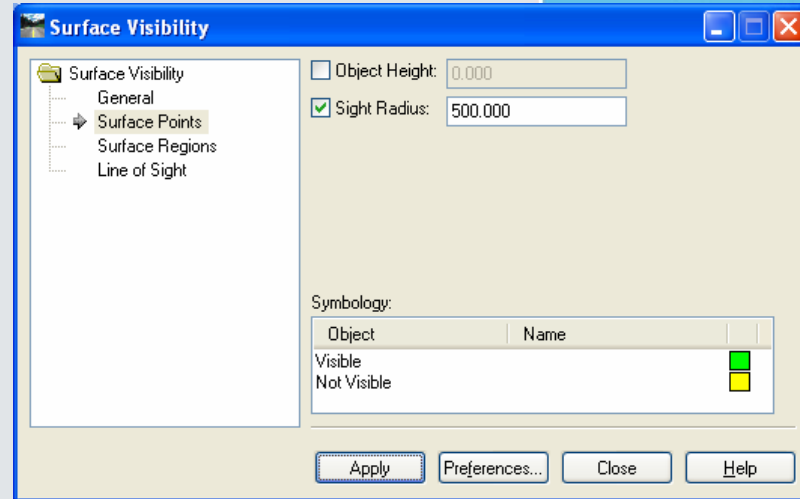 Surface Visibility
Surface Visibility
General
Surface Points
Surface Regions
Line of Sight
Object Height: 0.000
Sight Radius: 500.000
Symbology:
Object Name
Visible
Not Visible
Apply Preferences... Close Help